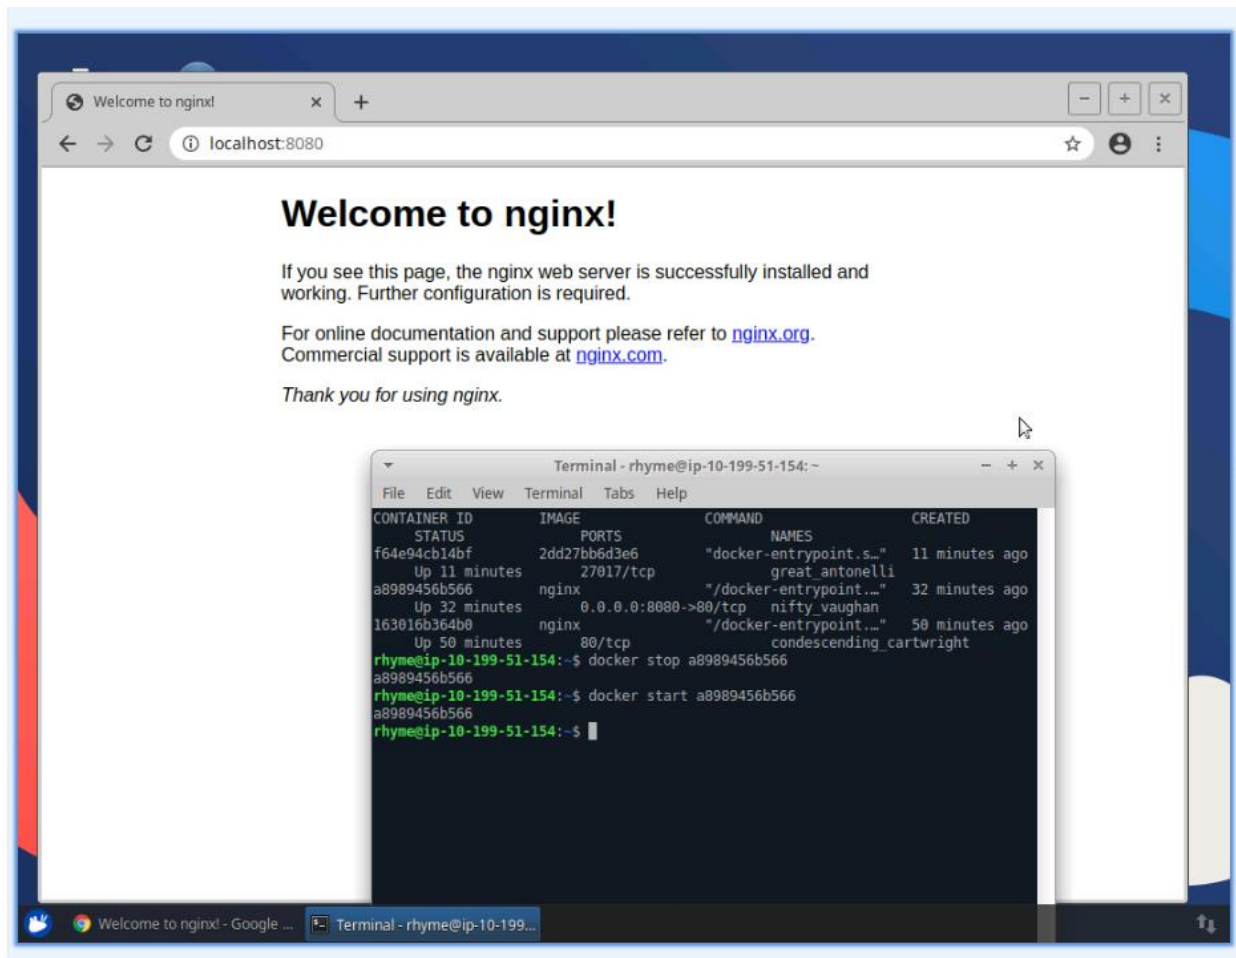 Welcome to nginx!
localhost:8080
Welcome to nginx!
If you see this page, the nginx web server is successfully installed and
working. Further configuration is required.
For online documentation and support please refer to nginx.org.
Commercial support is available at nginx.com.
Thank you for using nginx.
Terminal - rhyme@ip-10-199-51-154: ~
File Edit View Terminal Tabs Help
CONTAINER ID IMAGE COMMAND CREATED
STATUS PORTS NAMES
f64e94cb14bf 2dd27bb6d3e6 "docker-entrypoint.s…" 11 minutes ago
Up 11 minutes 27017/tcp great_antonelli
a8989456b566 nginx "/docker-entrypoint.…" 32 minutes ago
Up 32 minutes 0.0.0.0:8080->80/tcp nifty_vaughan
163016b364b0 nginx "/docker-entrypoint.…" 50 minutes ago
Up 50 minutes 80/tcp condescending_cartwright
rhyme@ip-10-199-51-154:~$ docker stop a8989456b566
a8989456b566
rhyme@ip-10-199-51-154:~$ docker start a8989456b566
a8989456b566
rhyme@ip-10-199-51-154:~$
Welcome to nginx! - Google ...
Terminal - rhyme@ip-10-199...